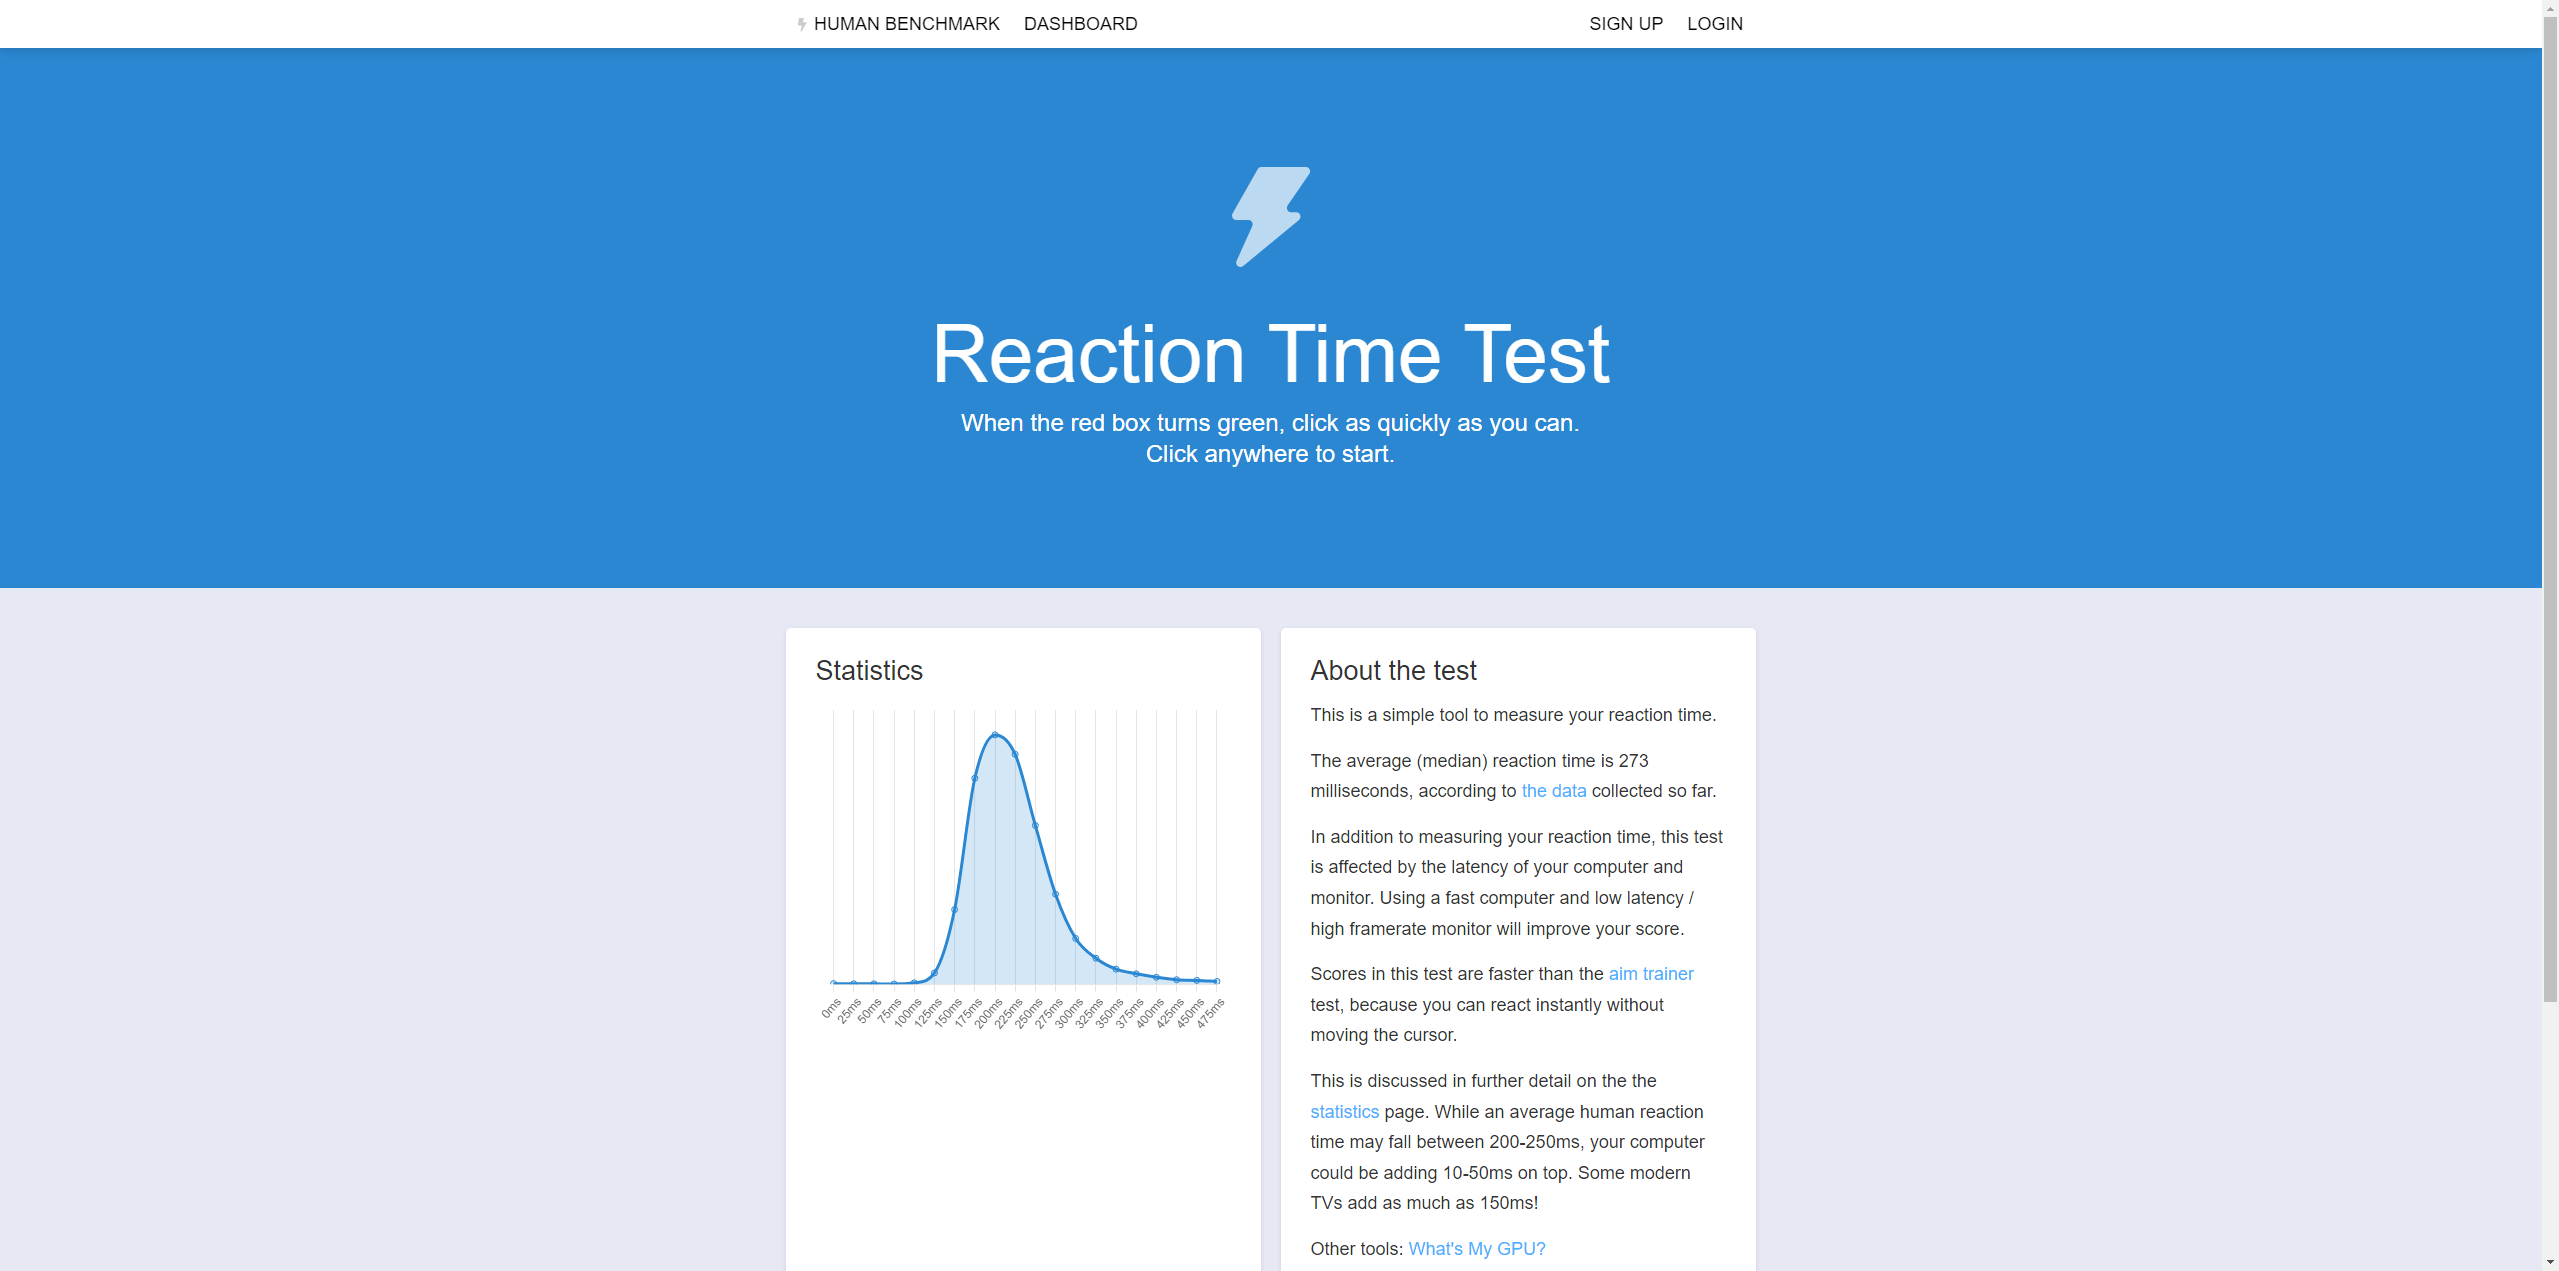 HUMAN BENCHMARK DASHBOARD SIGN UP LOGIN
Reaction Time Test
When the red box turns green, click as quickly as you can.
Click anywhere to start.
Statistics
0ms 25ms 50ms 75ms 100ms 125ms 150ms 175ms 200ms 225ms 250ms 275ms 300ms 325ms 350ms 375ms 400ms 425ms 450ms 475ms
About the test
This is a simple tool to measure your reaction time.
The average (median) reaction time is 273
milliseconds, according to the data collected so far.
In addition to measuring your reaction time, this test
is affected by the latency of your computer and
monitor. Using a fast computer and low latency /
high framerate monitor will improve your score.
Scores in this test are faster than the aim trainer
test, because you can react instantly without
moving the cursor.
This is discussed in further detail on the the
statistics page. While an average human reaction
time may fall between 200-250ms, your computer
could be adding 10-50ms on top. Some modern
TVs add as much as 150ms!
Other tools: What's My GPU?